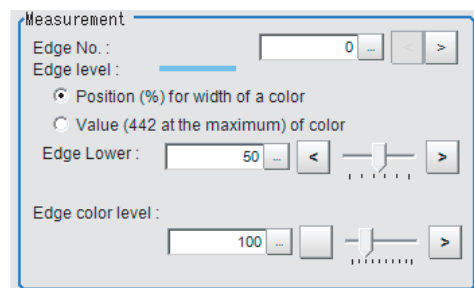 Measurement
Edge No. : 0 ... < >
Edge level :
Position (%) for width of a color
Value (442 at the maximum) of color
Edge Lower : 50 ... < >
Edge color level :
100 ... >